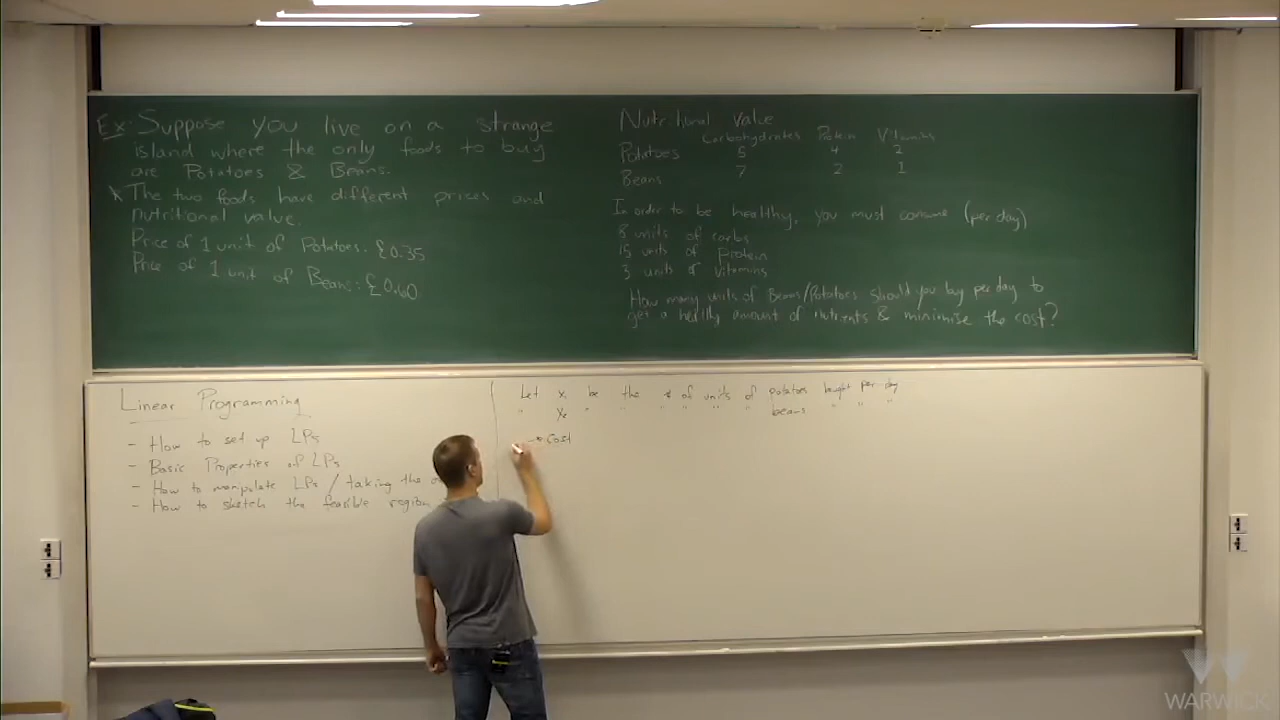 Ex: Suppose you live on a strange
island where the only foods to buy
are Potatoes & Beans.
* The two foods have different prices and
nutritional value.
Price of 1 unit of Potatoes: £0.35
Price of 1 unit of Beans: £0.60
Nutritional Value
Carbohydrates Protein Vitamins
Potatoes 5 4 2
Beans 7 2 1
In order to be healthy, you must consume (per day)
8 units of carbs
15 units of protein
3 units of vitamins
How many units of Beans/Potatoes should you buy per day to
get a healthy amount of nutrients & minimise the cost?
Linear Programming
- How to set up LPs
- Basic Properties of LPs
- How to manipulate LPs / taking the
- How to sketch the feasible region
Let x₁ be the # of units of potatoes bought per day
" x₂ " " " " " " beans " " "
Cost
WARWICK